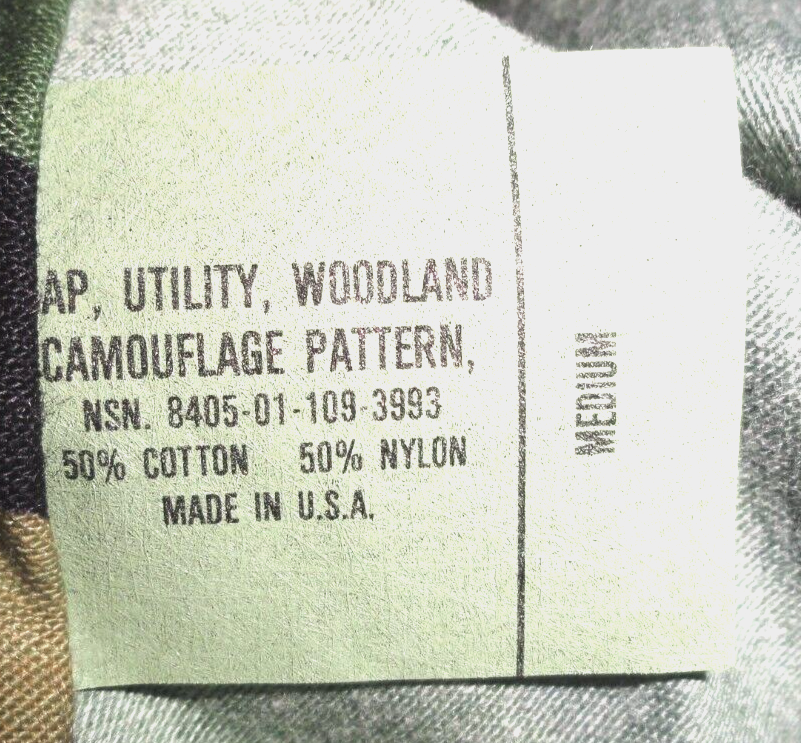 AP, UTILITY, WOODLAND
CAMOUFLAGE PATTERN,
NSN. 8405-01-109-3993
50% COTTON 50% NYLON
MADE IN U.S.A.
MEDIUM